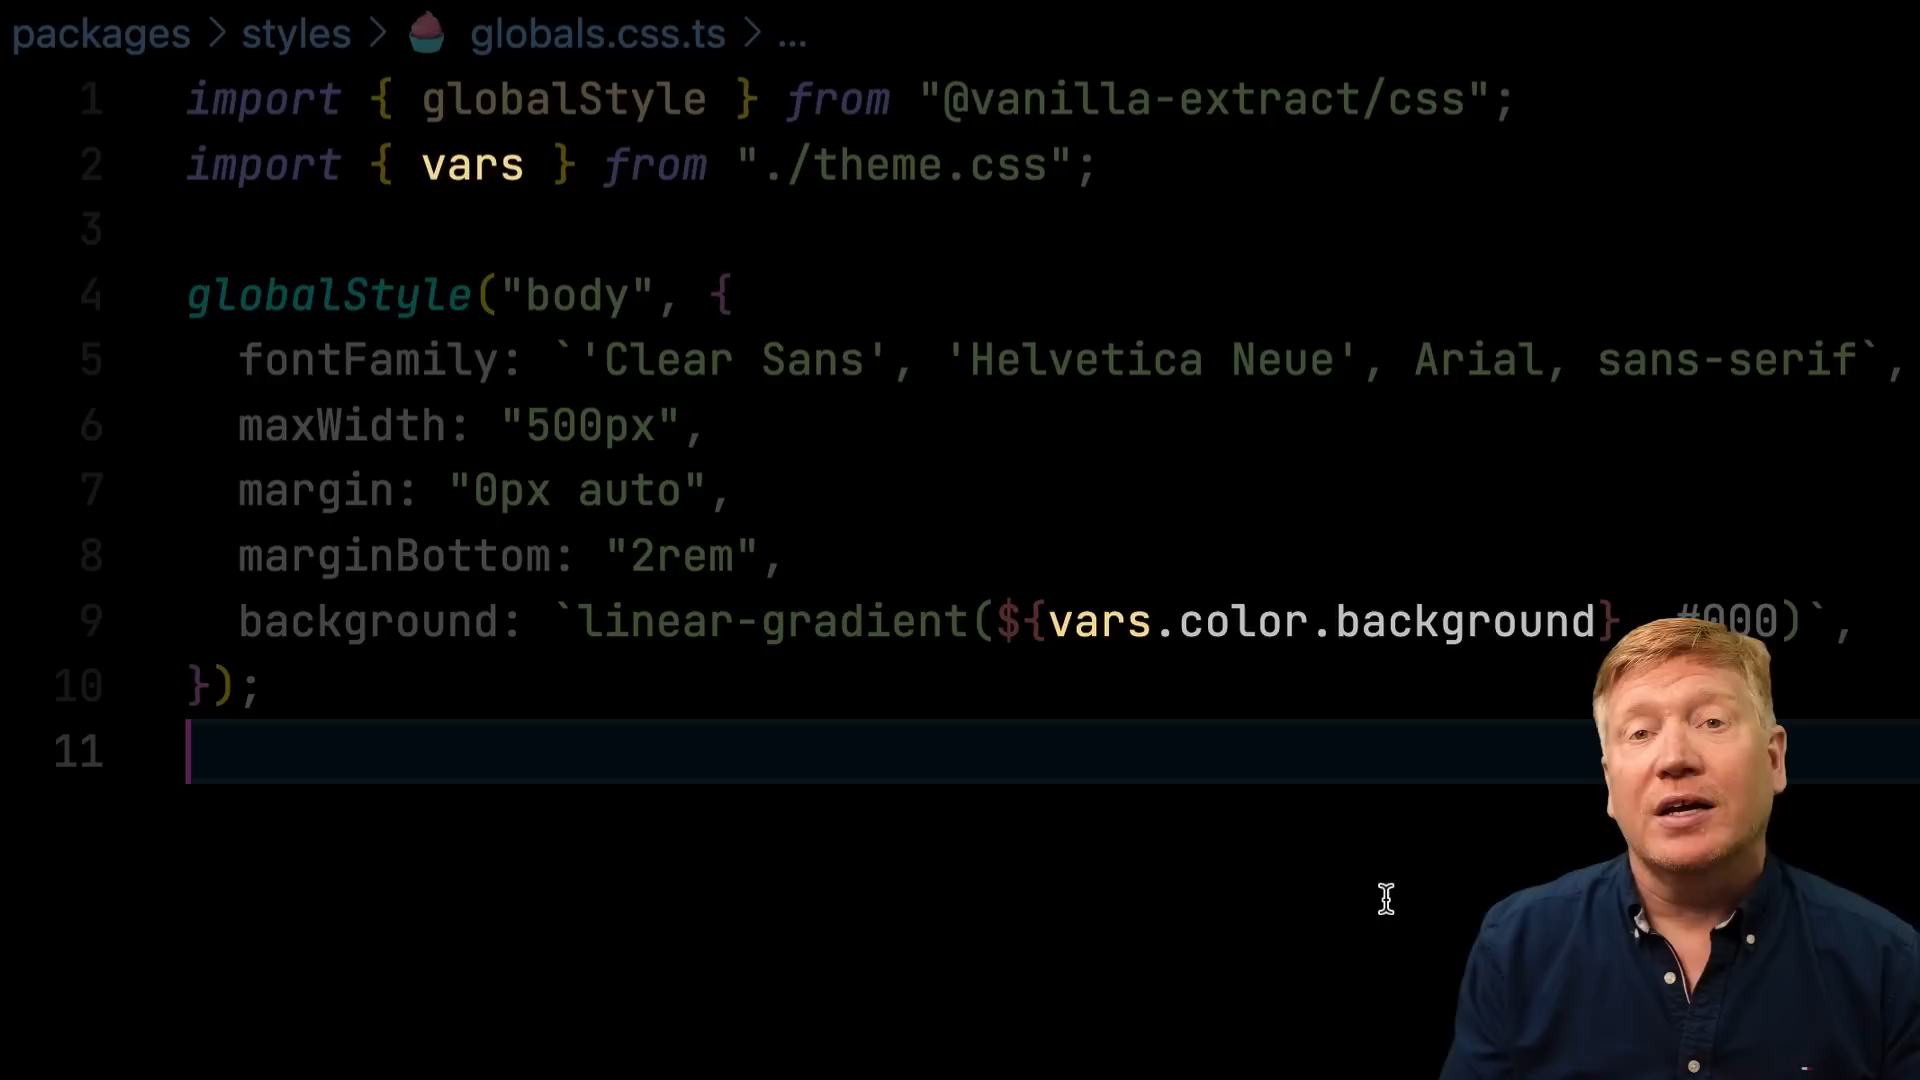 packages > styles > globals.css.ts > ...
1 import { globalStyle } from "@vanilla-extract/css";
2 import { vars } from "./theme.css";
3
4 globalStyle("body", {
5 fontFamily: `'Clear Sans', 'Helvetica Neue', Arial, sans-serif`,
6 maxWidth: "500px",
7 margin: "0px auto",
8 marginBottom: "2rem",
9 background: `linear-gradient(${vars.color.background}, #000)`,
10 });
11